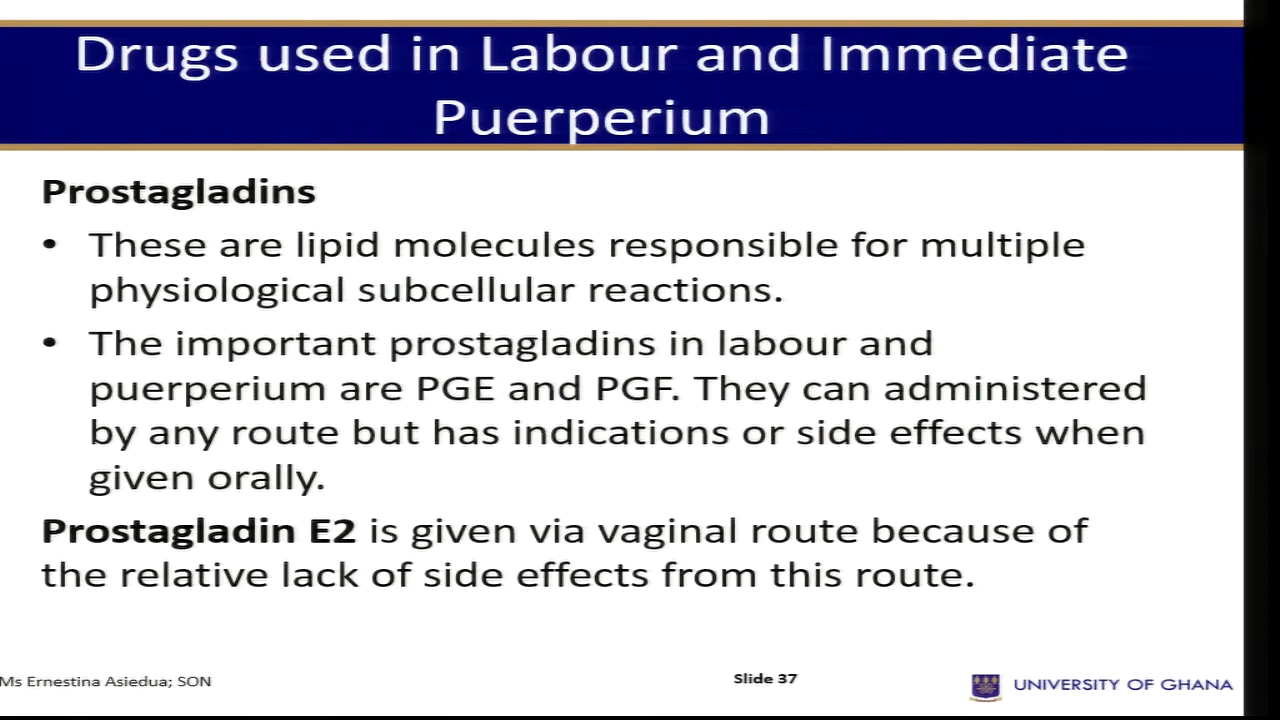 Drugs used in Labour and Immediate
Puerperium
Prostagladins
• These are lipid molecules responsible for multiple
physiological subcellular reactions.
• The important prostagladins in labour and
puerperium are PGE and PGF. They can administered
by any route but has indications or side effects when
given orally.
Prostagladin E2 is given via vaginal route because of
the relative lack of side effects from this route.
Ms Ernestina Asiedua; SON
Slide 37
UNIVERSITY OF GHANA